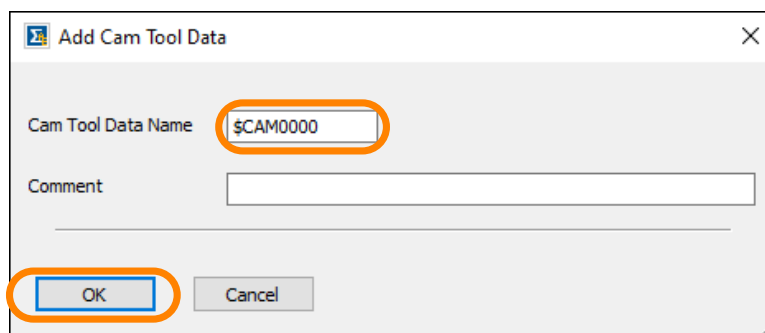 Add Cam Tool Data
Cam Tool Data Name $CAM0000
Comment
OK Cancel